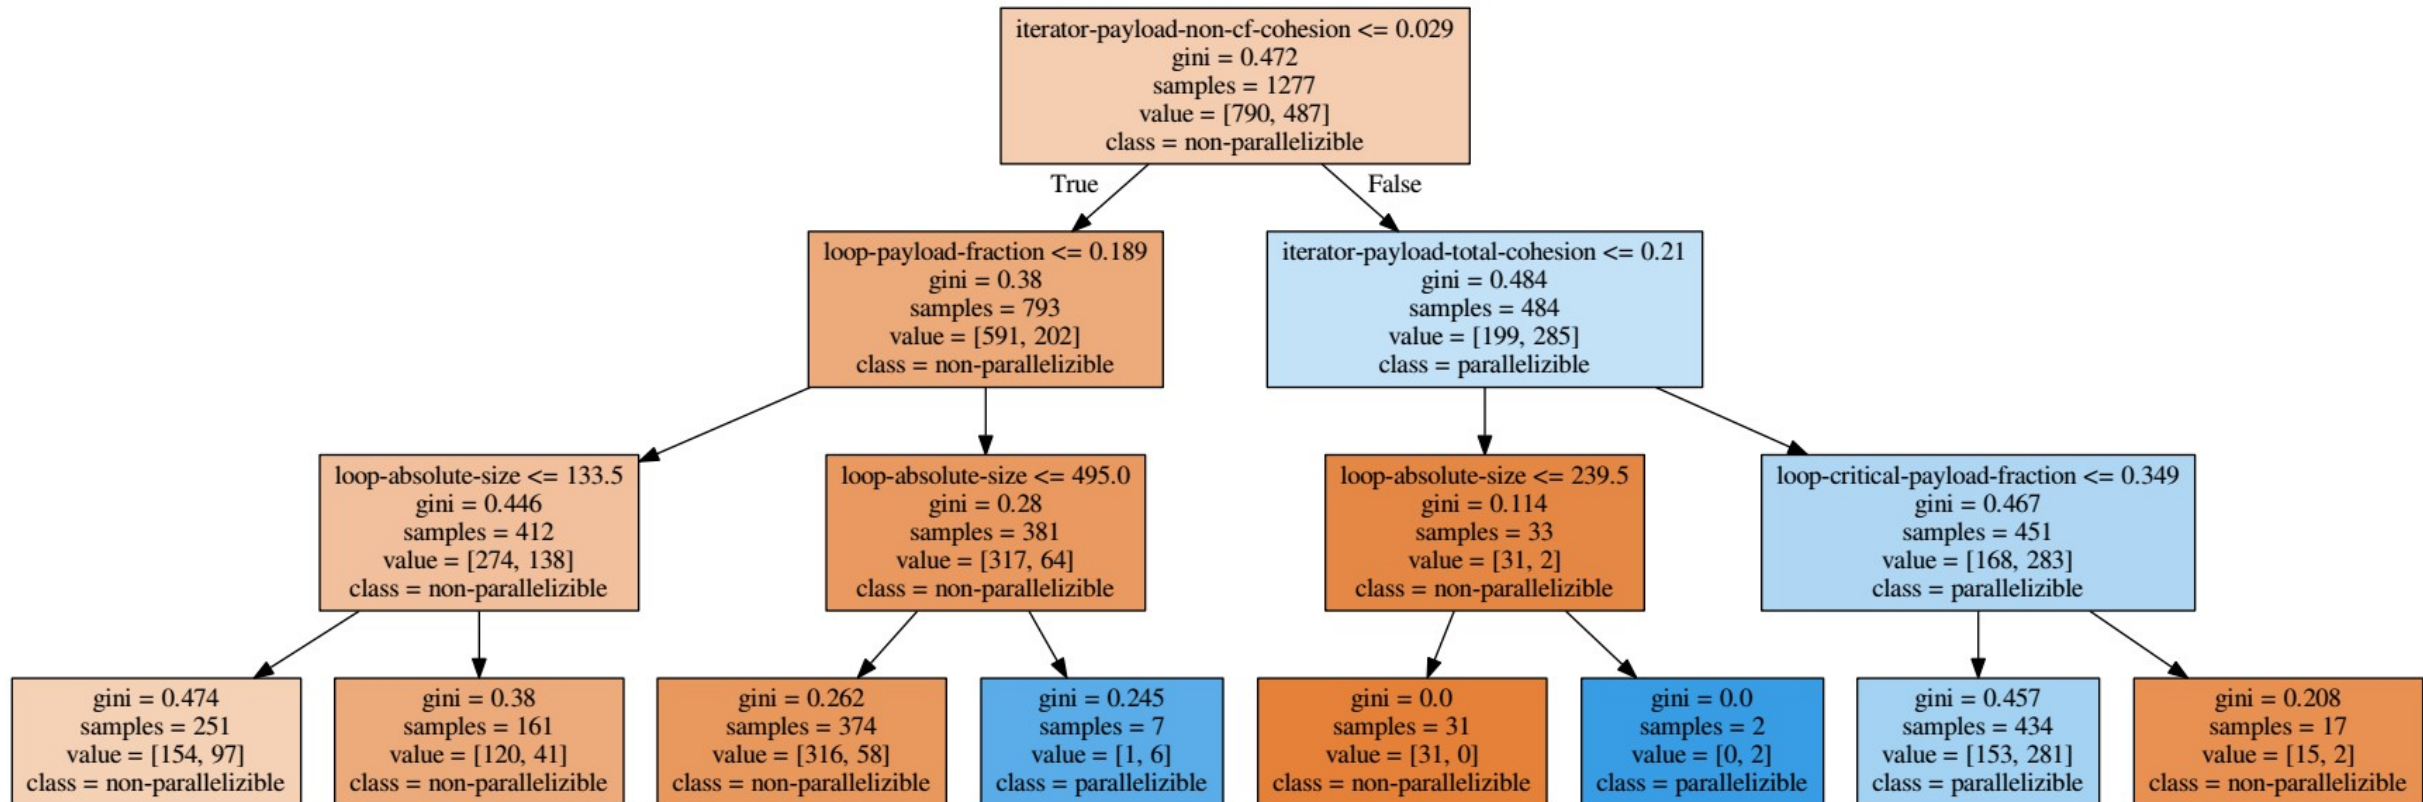 iterator-payload-non-cf-cohesion <= 0.029
gini = 0.472
samples = 1277
value = [790, 487]
class = non-parallelizible
True
False
loop-payload-fraction <= 0.189
gini = 0.38
samples = 793
value = [591, 202]
class = non-parallelizible
iterator-payload-total-cohesion <= 0.21
gini = 0.484
samples = 484
value = [199, 285]
class = parallelizible
loop-absolute-size <= 133.5
gini = 0.446
samples = 412
value = [274, 138]
class = non-parallelizible
loop-absolute-size <= 495.0
gini = 0.28
samples = 381
value = [317, 64]
class = non-parallelizible
loop-absolute-size <= 239.5
gini = 0.114
samples = 33
value = [31, 2]
class = non-parallelizible
loop-critical-payload-fraction <= 0.349
gini = 0.467
samples = 451
value = [168, 283]
class = parallelizible
gini = 0.474
samples = 251
value = [154, 97]
class = non-parallelizible
gini = 0.38
samples = 161
value = [120, 41]
class = non-parallelizible
gini = 0.262
samples = 374
value = [316, 58]
class = non-parallelizible
gini = 0.245
samples = 7
value = [1, 6]
class = parallelizible
gini = 0.0
samples = 31
value = [31, 0]
class = non-parallelizible
gini = 0.0
samples = 2
value = [0, 2]
class = parallelizible
gini = 0.457
samples = 434
value = [153, 281]
class = parallelizible
gini = 0.208
samples = 17
value = [15, 2]
class = non-parallelizible